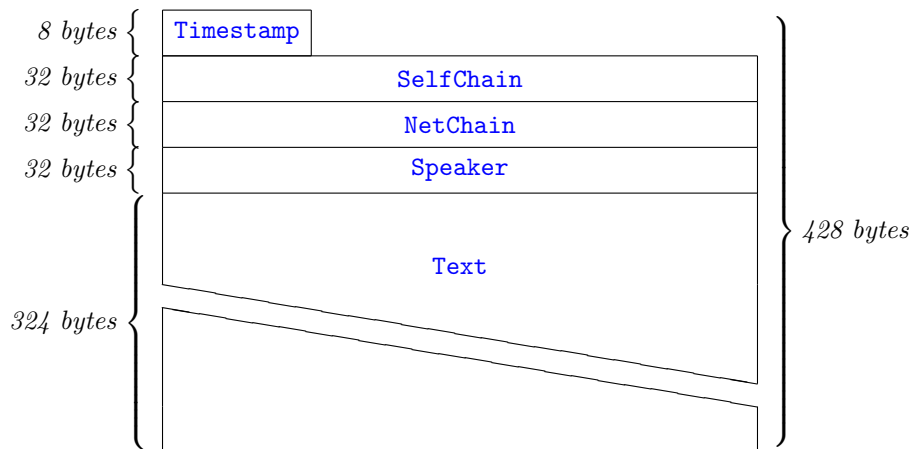 8 bytes Timestamp
32 bytes SelfChain
32 bytes NetChain
32 bytes Speaker
428 bytes
Text
324 bytes